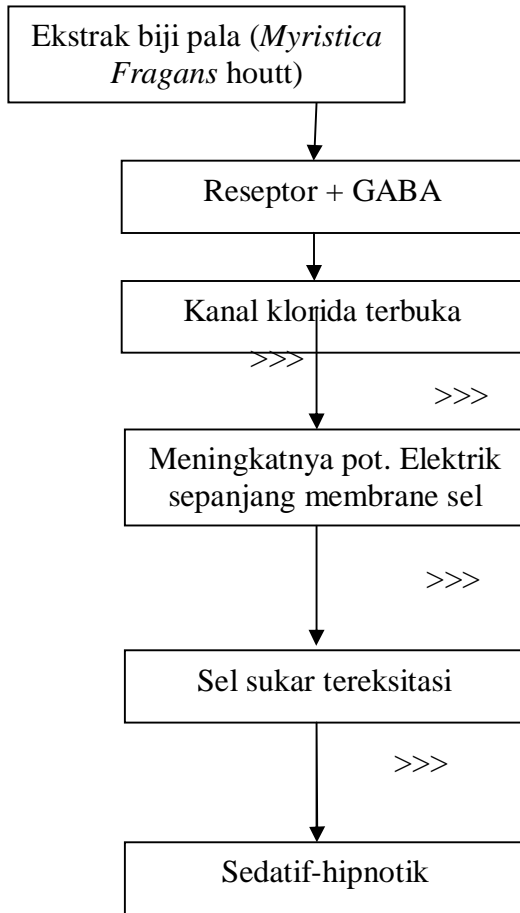 Ekstrak biji pala (Myristica
Fragans houtt)
Reseptor + GABA
Kanal klorida terbuka
>>>
>>>
Meningkatnya pot. Elektrik
sepanjang membrane sel
>>>
Sel sukar tereksitasi
>>>
Sedatif-hipnotik